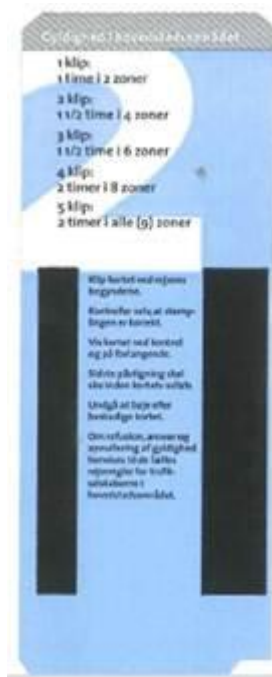 Gyldighed i hovedstadsområdet
1 klip:
1 time i 2 zoner
2 klip:
1 1/2 time i 4 zoner
3 klip:
1 1/2 time i 6 zoner
4 klip:
2 timer i 8 zoner
5 klip:
2 timer i alle (9) zoner
Klip kortet ved rejsens
begyndelse.
Kontroller selv, at stemp-
lingen er korrekt.
Vis kortet ved kontrol
og på forlangende.
Sidste påstigning skal
ske inden kortets udløb.
Undgå at bøje eller
beskadige kortet.
Om refusion, ansvar og
annullering af gyldighed
henvises til de fælles
rejseregler for trafik-
selskaberne i
hovedstadsområdet.